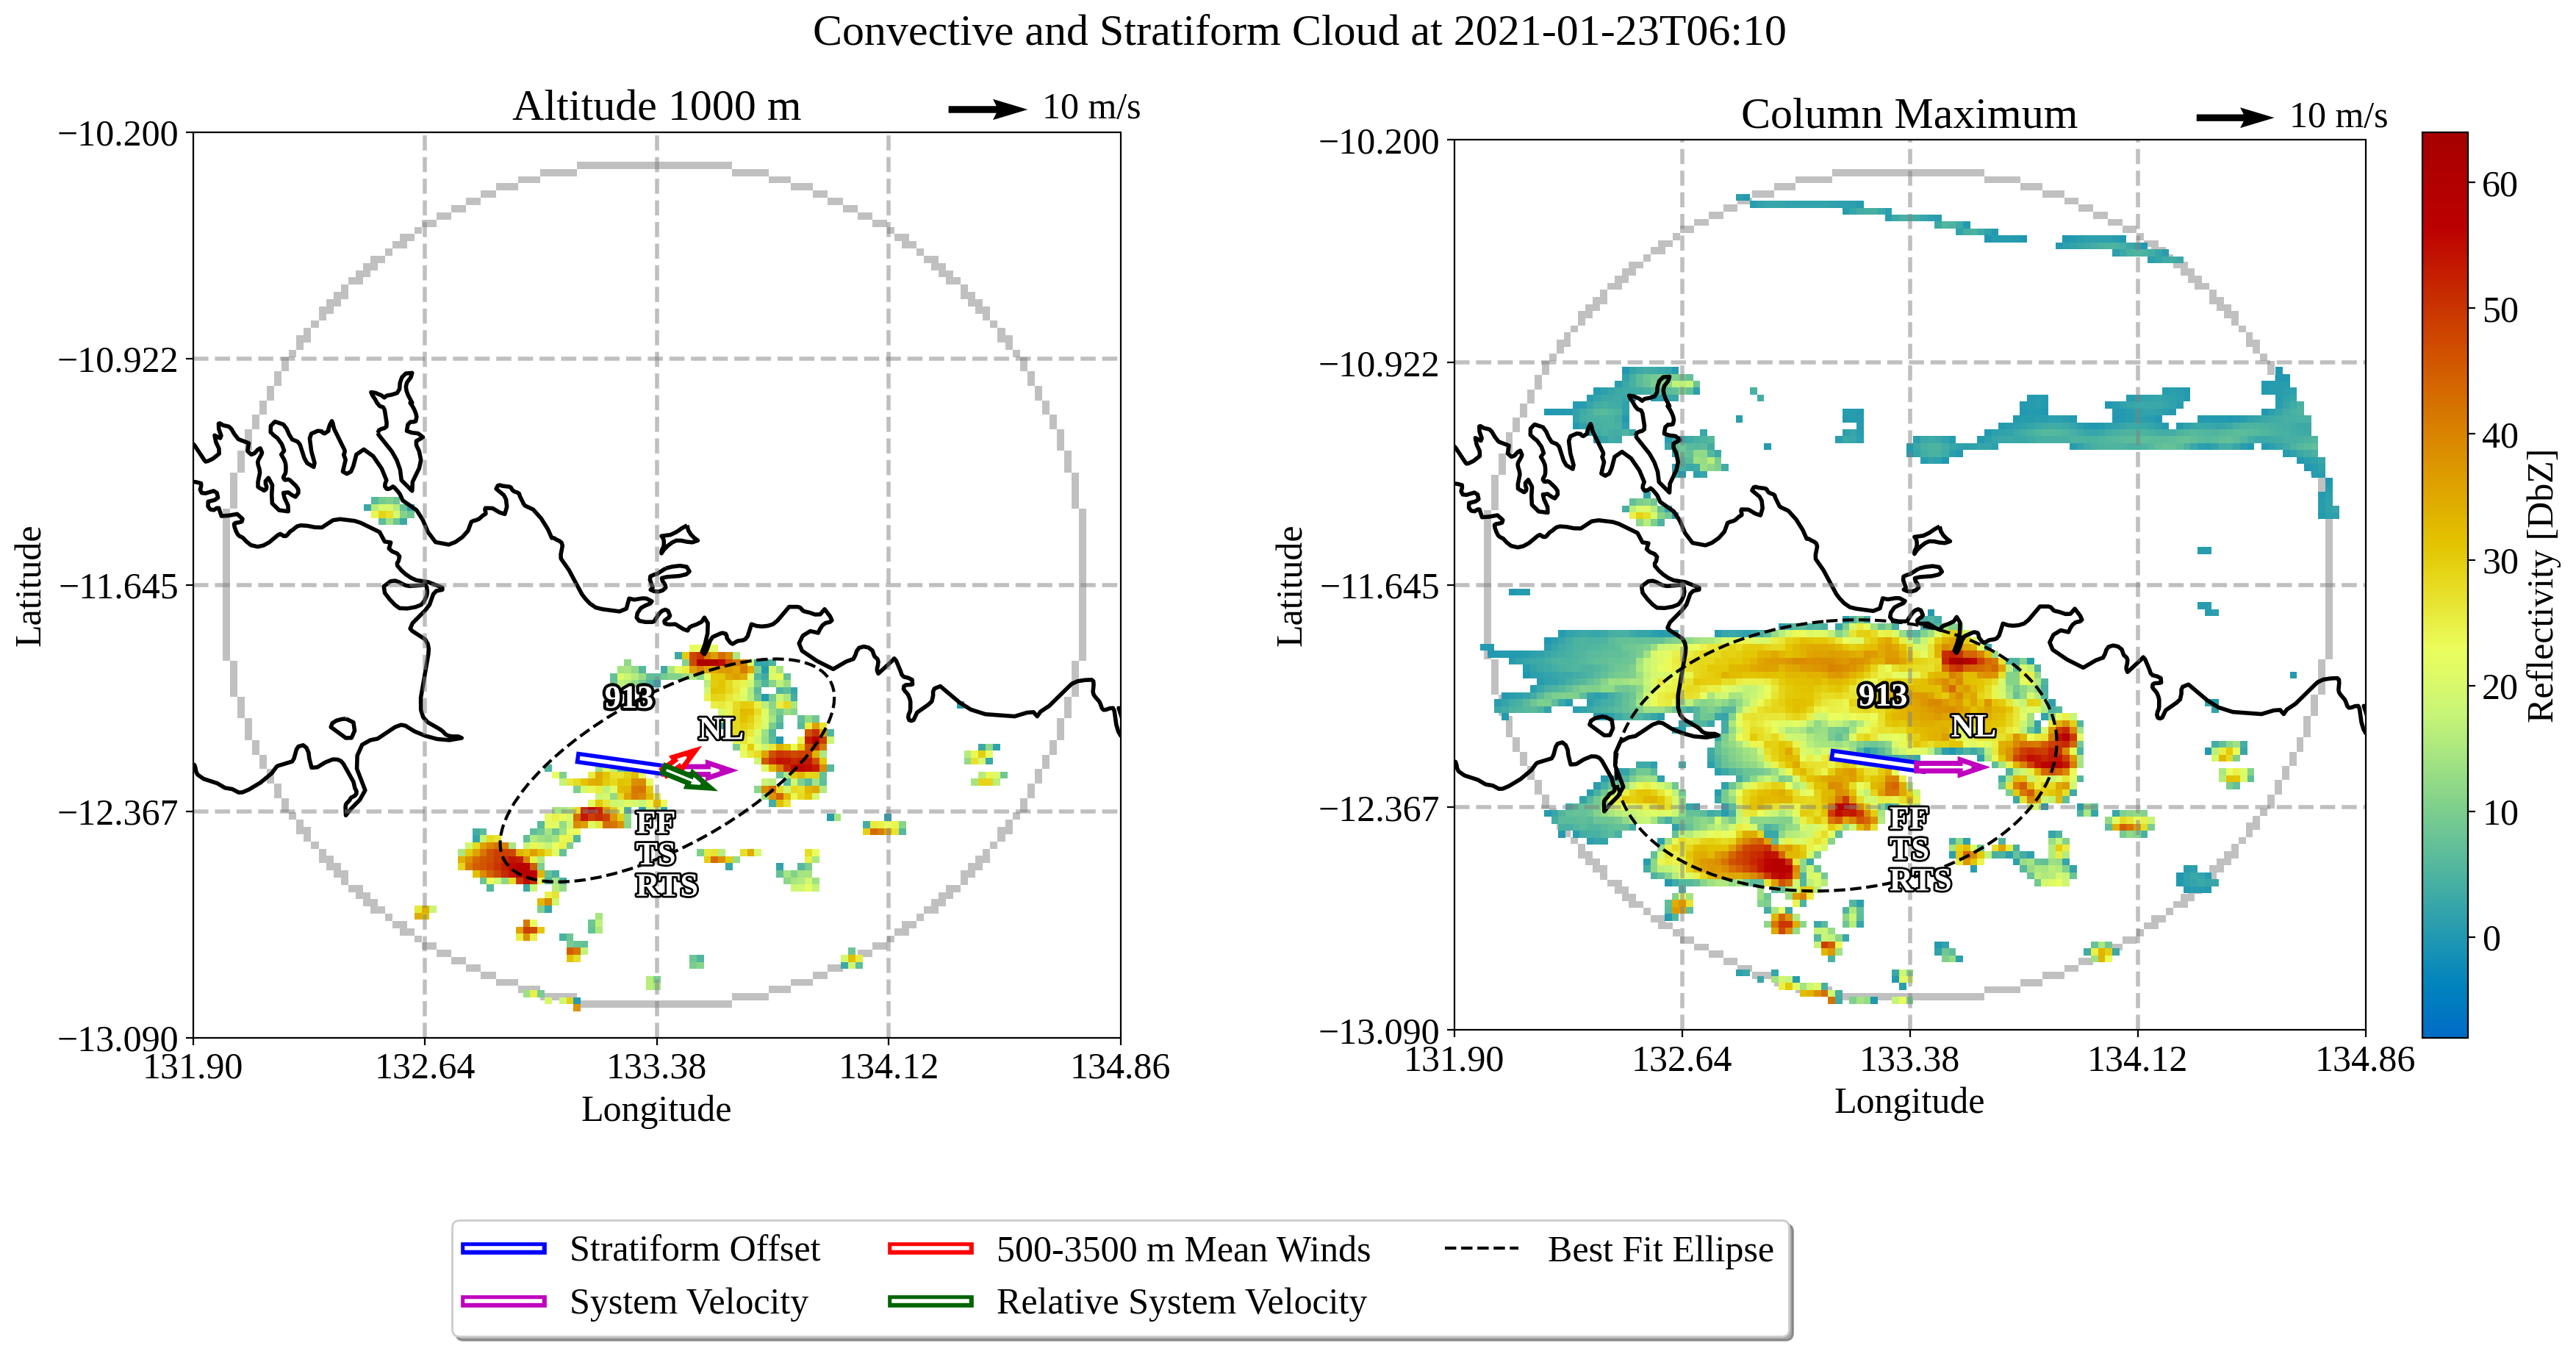 Convective and Stratiform Cloud at 2021-01-23T06:10
Altitude 1000 m
10 m/s
−10.200
−10.922
−11.645
−12.367
−13.090
Latitude
913
NL
FF
TS
RTS
131.90
132.64
133.38
134.12
134.86
Longitude
Column Maximum
10 m/s
−10.200
−10.922
−11.645
−12.367
−13.090
Latitude
913
NL
FF
TS
RTS
131.90
132.64
133.38
134.12
134.86
Longitude
60
50
40
30
20
10
0
Reflectivity [DbZ]
Stratiform Offset
System Velocity
500-3500 m Mean Winds
Relative System Velocity
Best Fit Ellipse